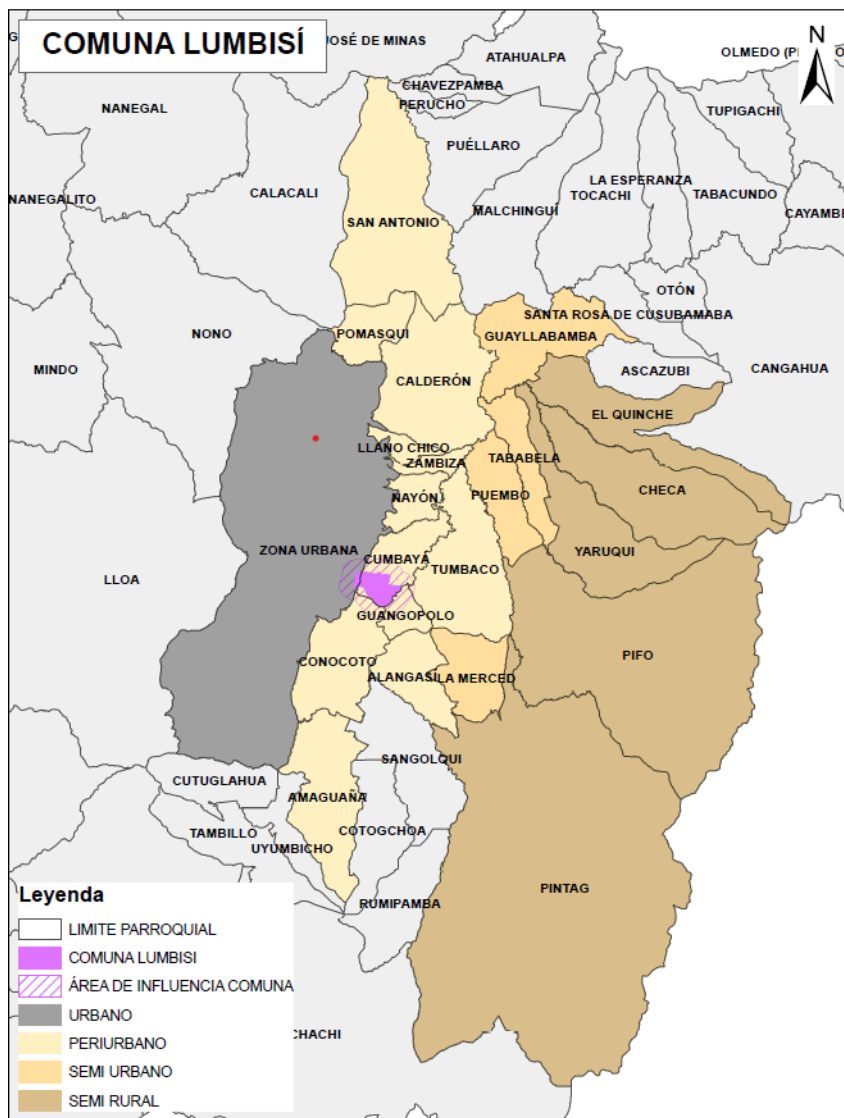 COMUNA LUMBISÍ
JOSÉ DE MINAS
ATAHUALPA
OLMEDO
N
NANEGAL
CHAVEZPAMBA
PERUCHO
TUPIGACHI
PUÉLLARO
NANEGALITO
CALACALI
LA ESPERANZA
TOCACHI
TABACUNDO
MALCHINGUI
CAYAMBE
SAN ANTONIO
OTÓN
SANTA ROSA DE CUSUBAMABA
NONO
POMASQUI
GUAYLLABAMBA
MINDO
ASCAZUBI
CANGAHUA
CALDERÓN
EL QUINCHE
LLANO CHICO
ZÁMBIZA
TABABELA
CHECA
NAYÓN
PUEMBO
ZONA URBANA
YARUQUI
CUMBAYÁ
TUMBACO
LLOA
GUANGOPOLO
PIFO
CONOCOTO
ALANGASÍ
LA MERCED
SANGOLQUI
CUTUGLAHUA
AMAGUAÑA
TAMBILLO
COTOGCHOA
UYUMBICHO
PINTAG
RUMIPAMBA
CHACHI
Leyenda
LIMITE PARROQUIAL
COMUNA LUMBISI
ÁREA DE INFLUENCIA COMUNA
URBANO
PERIURBANO
SEMI URBANO
SEMI RURAL